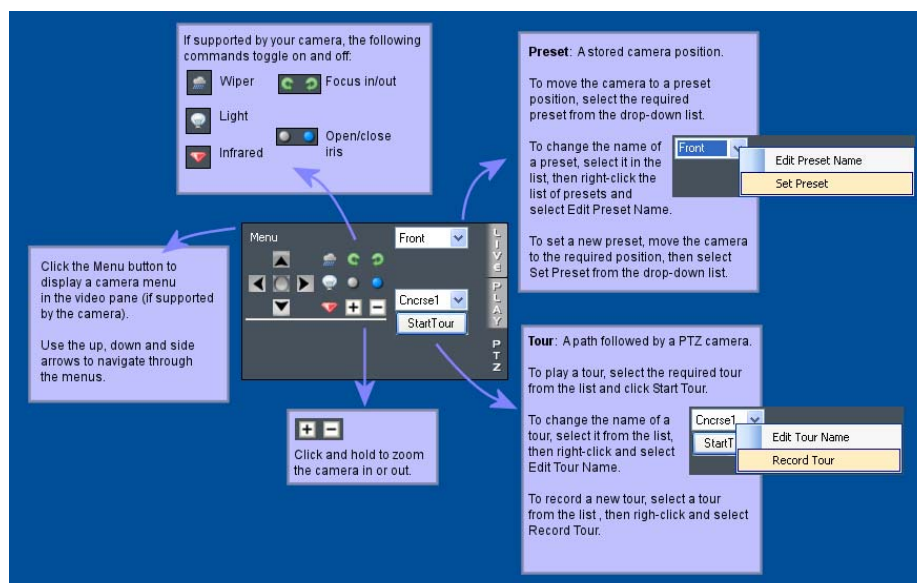 If supported by your camera, the following
commands toggle on and off:
Wiper
Focus in/out
Light
Open/close
iris
Infrared
Preset: A stored camera position.
To move the camera to a preset
position, select the required
preset from the drop-down list.
To change the name of
a preset, select it in the
list, then right-click the
list of presets and
select Edit Preset Name.
To set a new preset, move the camera
to the required position, then select
Set Preset from the drop-down list.
Front
Edit Preset Name
Set Preset
Menu
Front
Cncrse1
StartTour
LIVE
PLAY
PTZ
Click the Menu button to
display a camera menu
in the video pane (if supported
by the camera).
Use the up, down and side
arrows to navigate through
the menus.
+ −
Click and hold to zoom
the camera in or out.
Tour: A path followed by a PTZ camera.
To play a tour, select the required tour
from the list and click Start Tour.
To change the name of a
tour, select it from the list,
then right-click and select
Edit Tour Name.
To record a new tour, select a tour
from the list , then righ-click and select
Record Tour.
Cncrse1
StartT
Edit Tour Name
Record Tour